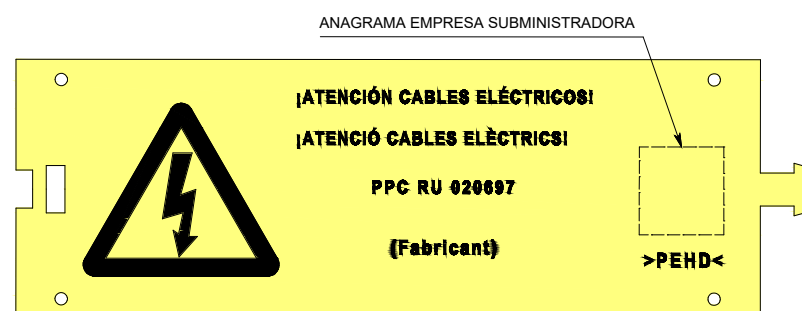 ANAGRAMA EMPRESA SUBMINISTRADORA
¡ATENCIÓN CABLES ELÉCTRICOS!
¡ATENCIÓ CABLES ELÈCTRICS!
PPC RU 020697
(Fabricant)
>PEHD<